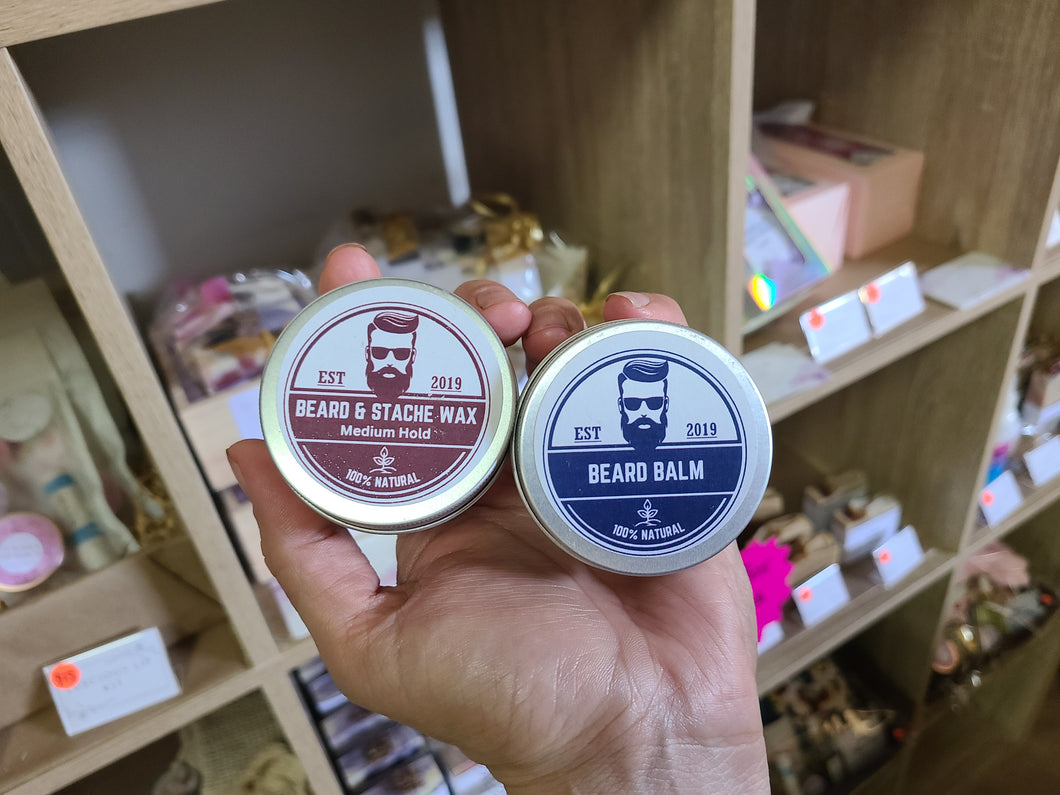 EST 2019
BEARD & STACHE WAX
Medium Hold
100% NATURAL
EST 2019
BEARD BALM
100% NATURAL